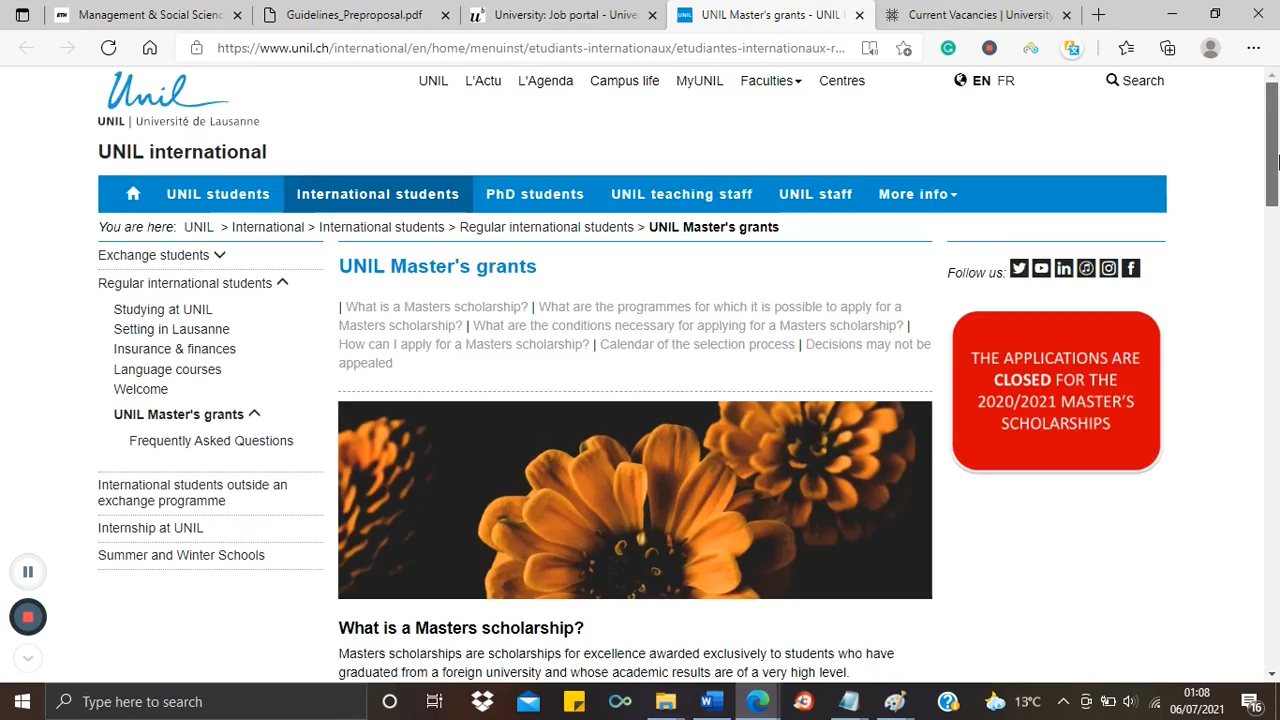 Management & Social Scienc
Guidelines_Preproposal.pdf
University: Job portal - Unive
UNIL Master's grants - UNIL I
Current Vacancies | University
https://www.unil.ch/international/en/home/menuinst/etudiants-internationaux/etudiantes-internationaux-r...
UNIL L'Actu L'Agenda Campus life MyUNIL Faculties Centres EN FR Search
Unil
UNIL | Université de Lausanne
UNIL international
UNIL students International students PhD students UNIL teaching staff UNIL staff More info
You are here: UNIL > International > International students > Regular international students > UNIL Master's grants
Exchange students
Regular international students
Studying at UNIL
Setting in Lausanne
Insurance & finances
Language courses
Welcome
UNIL Master's grants
Frequently Asked Questions
International students outside an
exchange programme
Internship at UNIL
Summer and Winter Schools
UNIL Master's grants
| What is a Masters scholarship? | What are the programmes for which it is possible to apply for a
Masters scholarship? | What are the conditions necessary for applying for a Masters scholarship? |
How can I apply for a Masters scholarship? | Calendar of the selection process | Decisions may not be
appealed
What is a Masters scholarship?
Masters scholarships are scholarships for excellence awarded exclusively to students who have
graduated from a foreign university and whose academic results are of a very high level.
Follow us:
THE APPLICATIONS ARE
CLOSED FOR THE
2020/2021 MASTER'S
SCHOLARSHIPS
Type here to search
13°C
01:08
06/07/2021
16